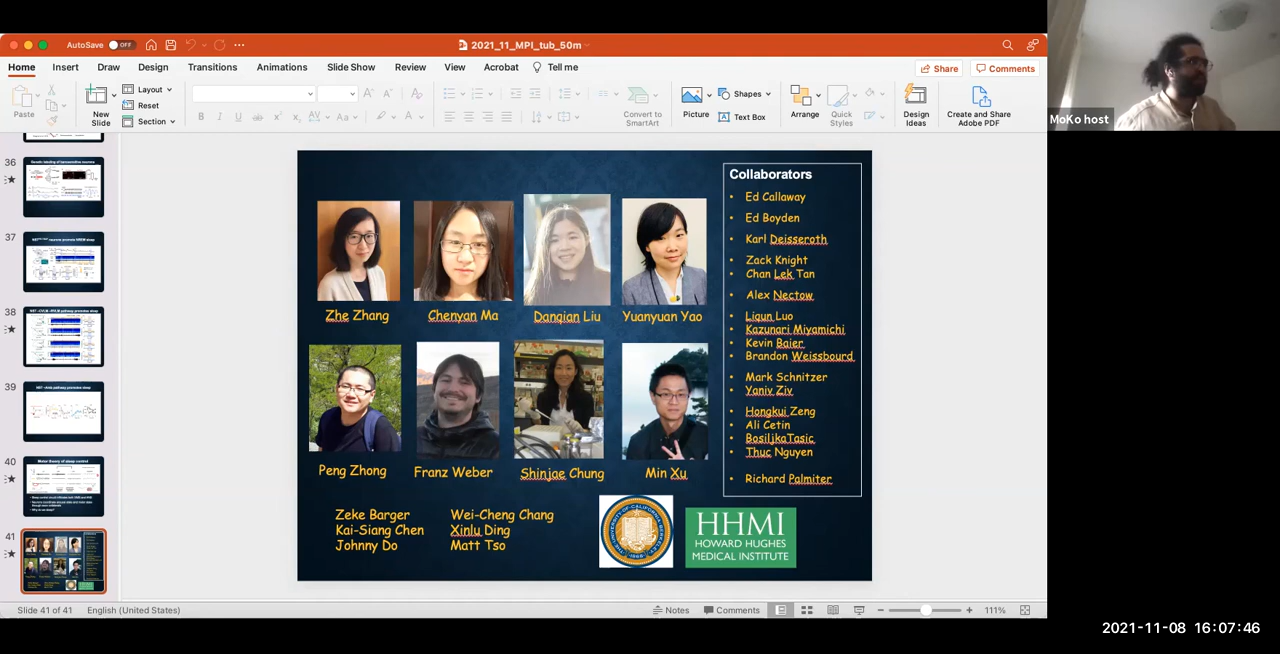 AutoSave OFF
2021_11_MPI_tub_50m
Home Insert Draw Design Transitions Animations Slide Show Review View Acrobat Tell me
Share Comments
Paste
New Slide
Layout
Reset
Section
Convert to SmartArt
Picture
Shapes
Text Box
Arrange
Quick Styles
Design Ideas
Create and Share Adobe PDF
MoKo host
36
37
38
39
40
41
Zhe Zhang
Chenyan Ma
Danqian Liu
Yuanyuan Yao
Peng Zhong
Franz Weber
Shinjae Chung
Min Xu
Zeke Barger
Kai-Siang Chen
Johnny Do
Wei-Cheng Chang
Xinlu Ding
Matt Tso
HHMI
HOWARD HUGHES
MEDICAL INSTITUTE
Collaborators
• Ed Callaway
• Ed Boyden
• Karl Deisseroth
• Zack Knight
• Chan Lek Tan
• Alex Nectow
• Liqun Luo
• Kazunari Miyamichi
• Kevin Baier
• Brandon Weissbourd
• Mark Schnitzer
• Yaniv Ziv
• Hongkui Zeng
• Ali Cetin
• BosiljkaTasic
• Thuc Nguyen
• Richard Palmiter
Slide 41 of 41 English (United States)
Notes Comments 111%
2021-11-08 16:07:46